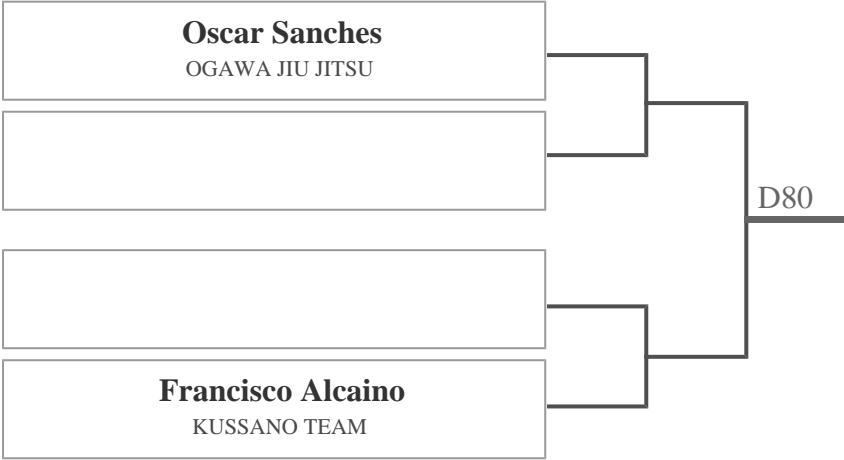 Oscar Sanches
OGAWA JIU JITSU
D80
Francisco Alcaino
KUSSANO TEAM